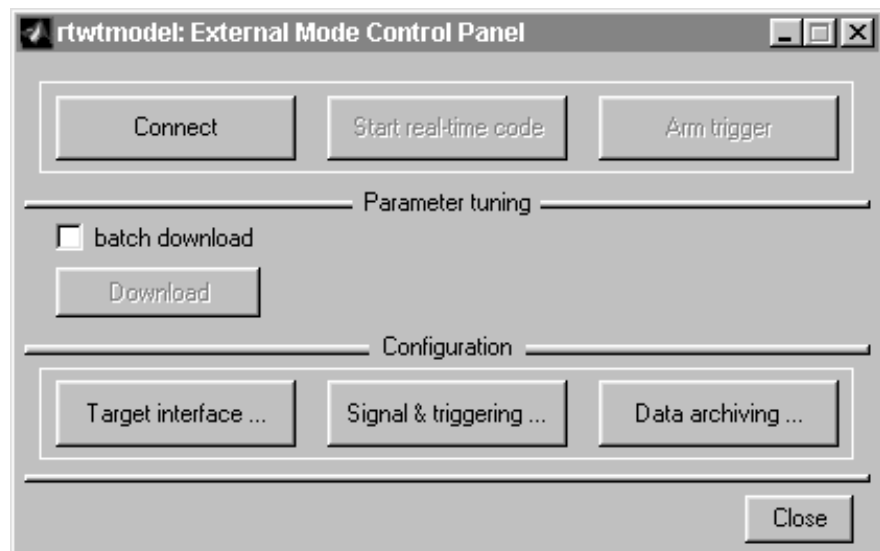 rtwtmodel: External Mode Control Panel
Connect Start real-time code Arm trigger
Parameter tuning
batch download
Download
Configuration
Target interface ... Signal & triggering ... Data archiving ...
Close